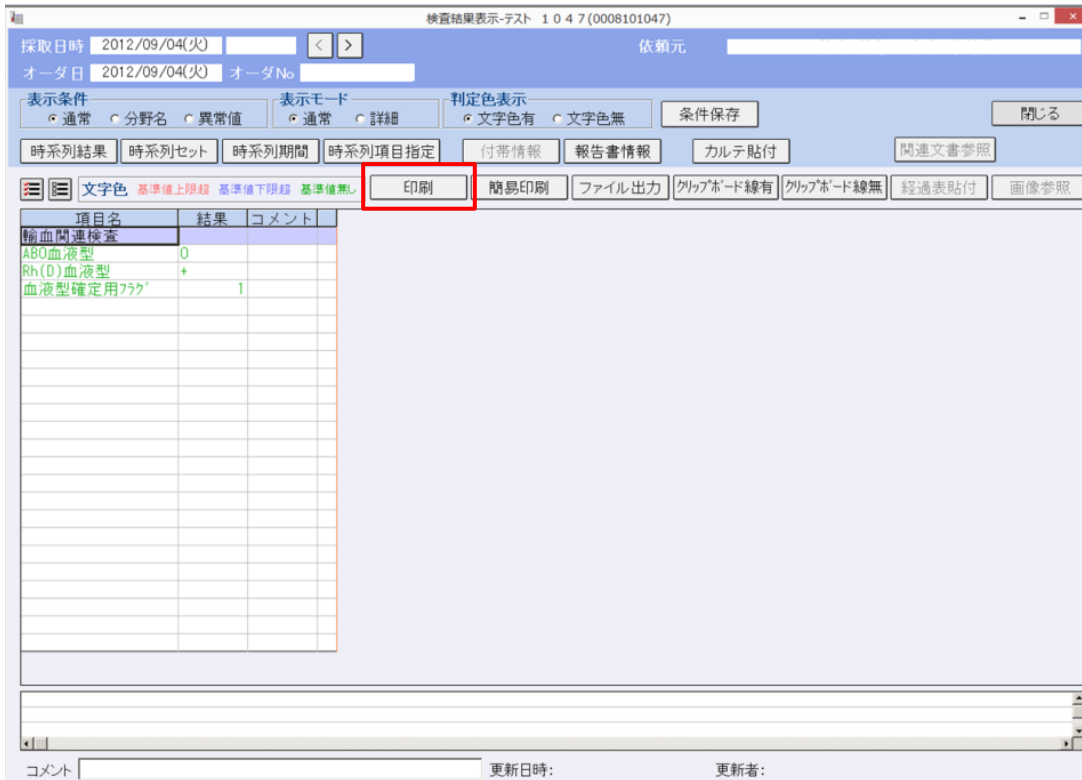 検査結果表示-テスト １０４７(0008101047)
採取日時 2012/09/04(火) < > 依頼元
オーダ日 2012/09/04(火) オーダNo
表示条件 表示モード 判定色表示
通常 分野名 異常値 通常 詳細 文字色有 文字色無 条件保存 閉じる
時系列結果 時系列セット 時系列期間 時系列項目指定 付帯情報 報告書情報 カルテ貼付 関連文書参照
文字色 基準値上限超 基準値下限超 基準値無し 印刷 簡易印刷 ファイル出力 ｸﾘｯﾌﾟﾎﾞｰﾄﾞ線有 ｸﾘｯﾌﾟﾎﾞｰﾄﾞ線無 経過表貼付 画像参照
項目名 結果 コメント
輸血関連検査
ABO血液型 O
Rh(D)血液型 +
血液型確定用ﾌﾗｸﾞ 1
コメント 更新日時: 更新者: